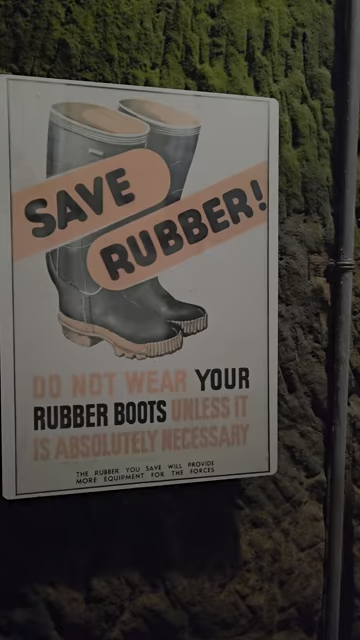 SAVE
RUBBER!
DO NOT WEAR YOUR
RUBBER BOOTS UNLESS IT
IS ABSOLUTELY NECESSARY
THE RUBBER YOU SAVE WILL PROVIDE
MORE EQUIPMENT FOR THE FORCES